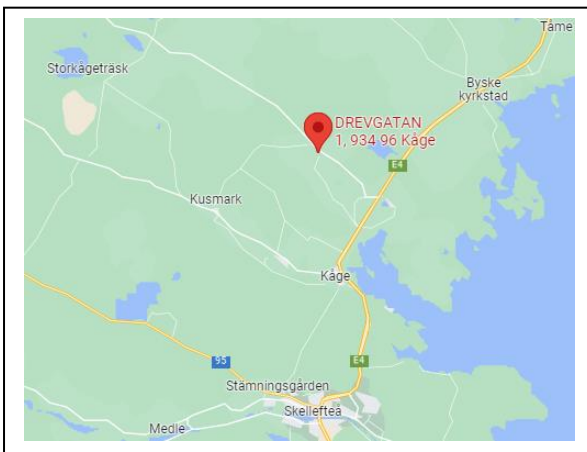 Tåme
Storkågeträsk
Byske
kyrkstad
DREVGATAN
1, 934 96 Kåge
E4
Kusmark
Kåge
95
E4
Stämningsgården
Skellefteå
Medle